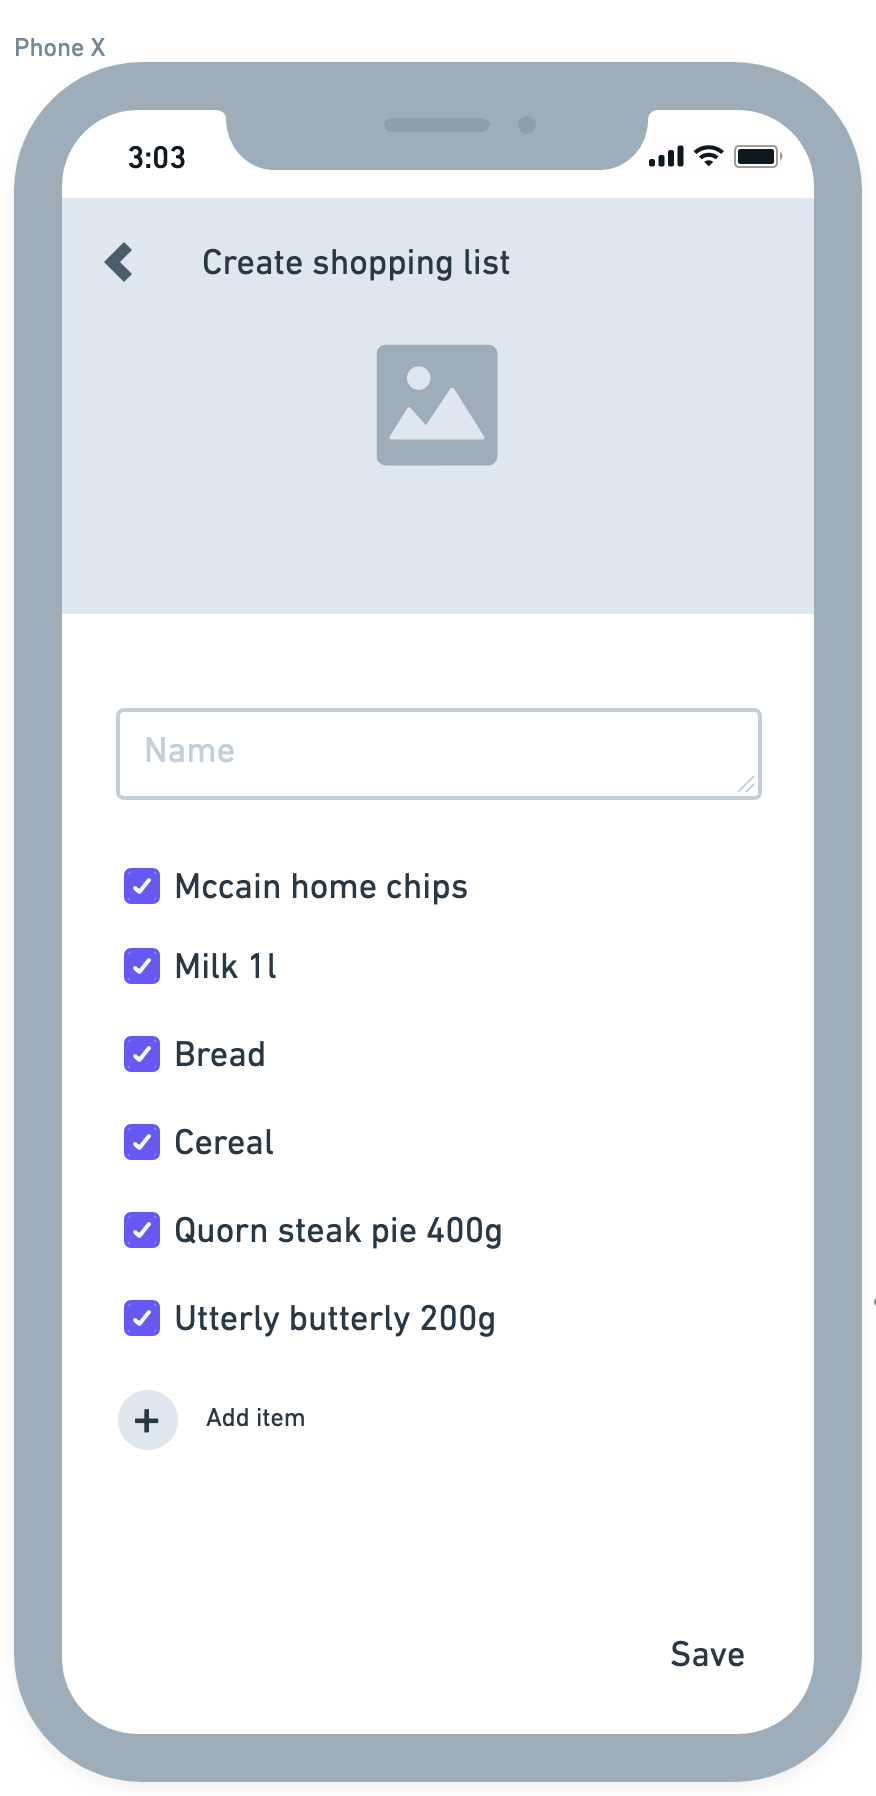 Phone X
3:03
Create shopping list
Name
Mccain home chips
Milk 1l
Bread
Cereal
Quorn steak pie 400g
Utterly butterly 200g
Add item
Save